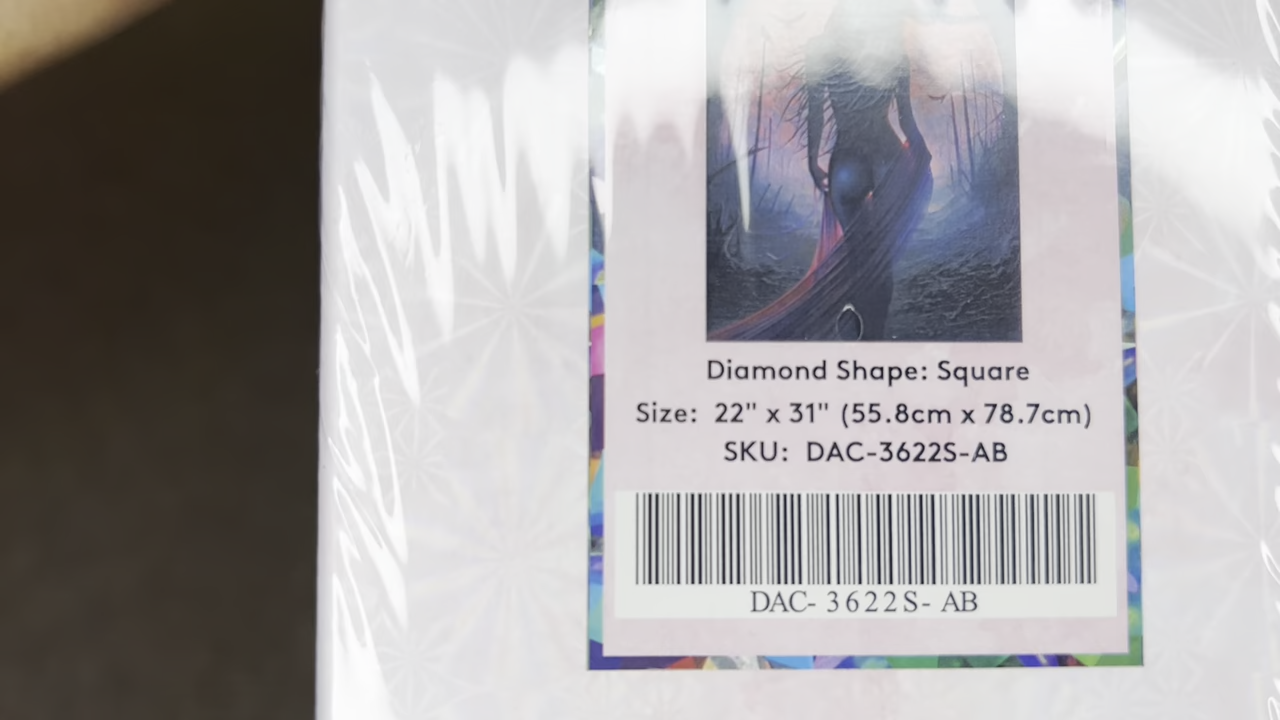 Diamond Shape: Square
Size: 22" x 31" (55.8cm x 78.7cm)
SKU: DAC-3622S-AB
DAC- 3622S- AB